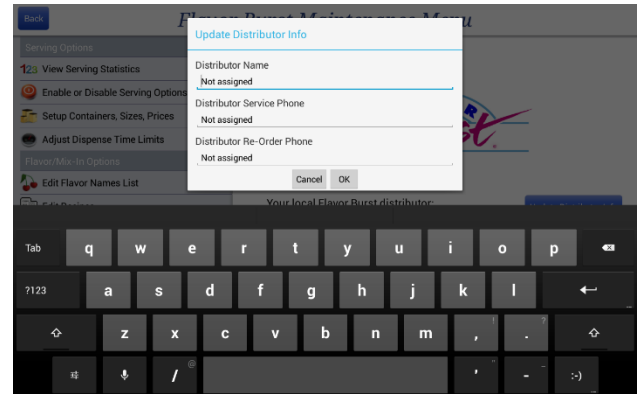 Back
Flavor Burst Maintenance Menu
Update Distributor Info
Serving Options
123 View Serving Statistics
Enable or Disable Serving Options
Setup Containers, Sizes, Prices
Adjust Dispense Time Limits
Flavor/Mix-In Options
Edit Flavor Names List
Distributor Name
Not assigned
Distributor Service Phone
Not assigned
Distributor Re-Order Phone
Not assigned
Cancel OK
Your local Flavor Burst distributor:
Tab q w e r t y u i o p
?123 a s d f g h j k l
z x c v b n m , ! . ?
/ @ ' " - _ :-)